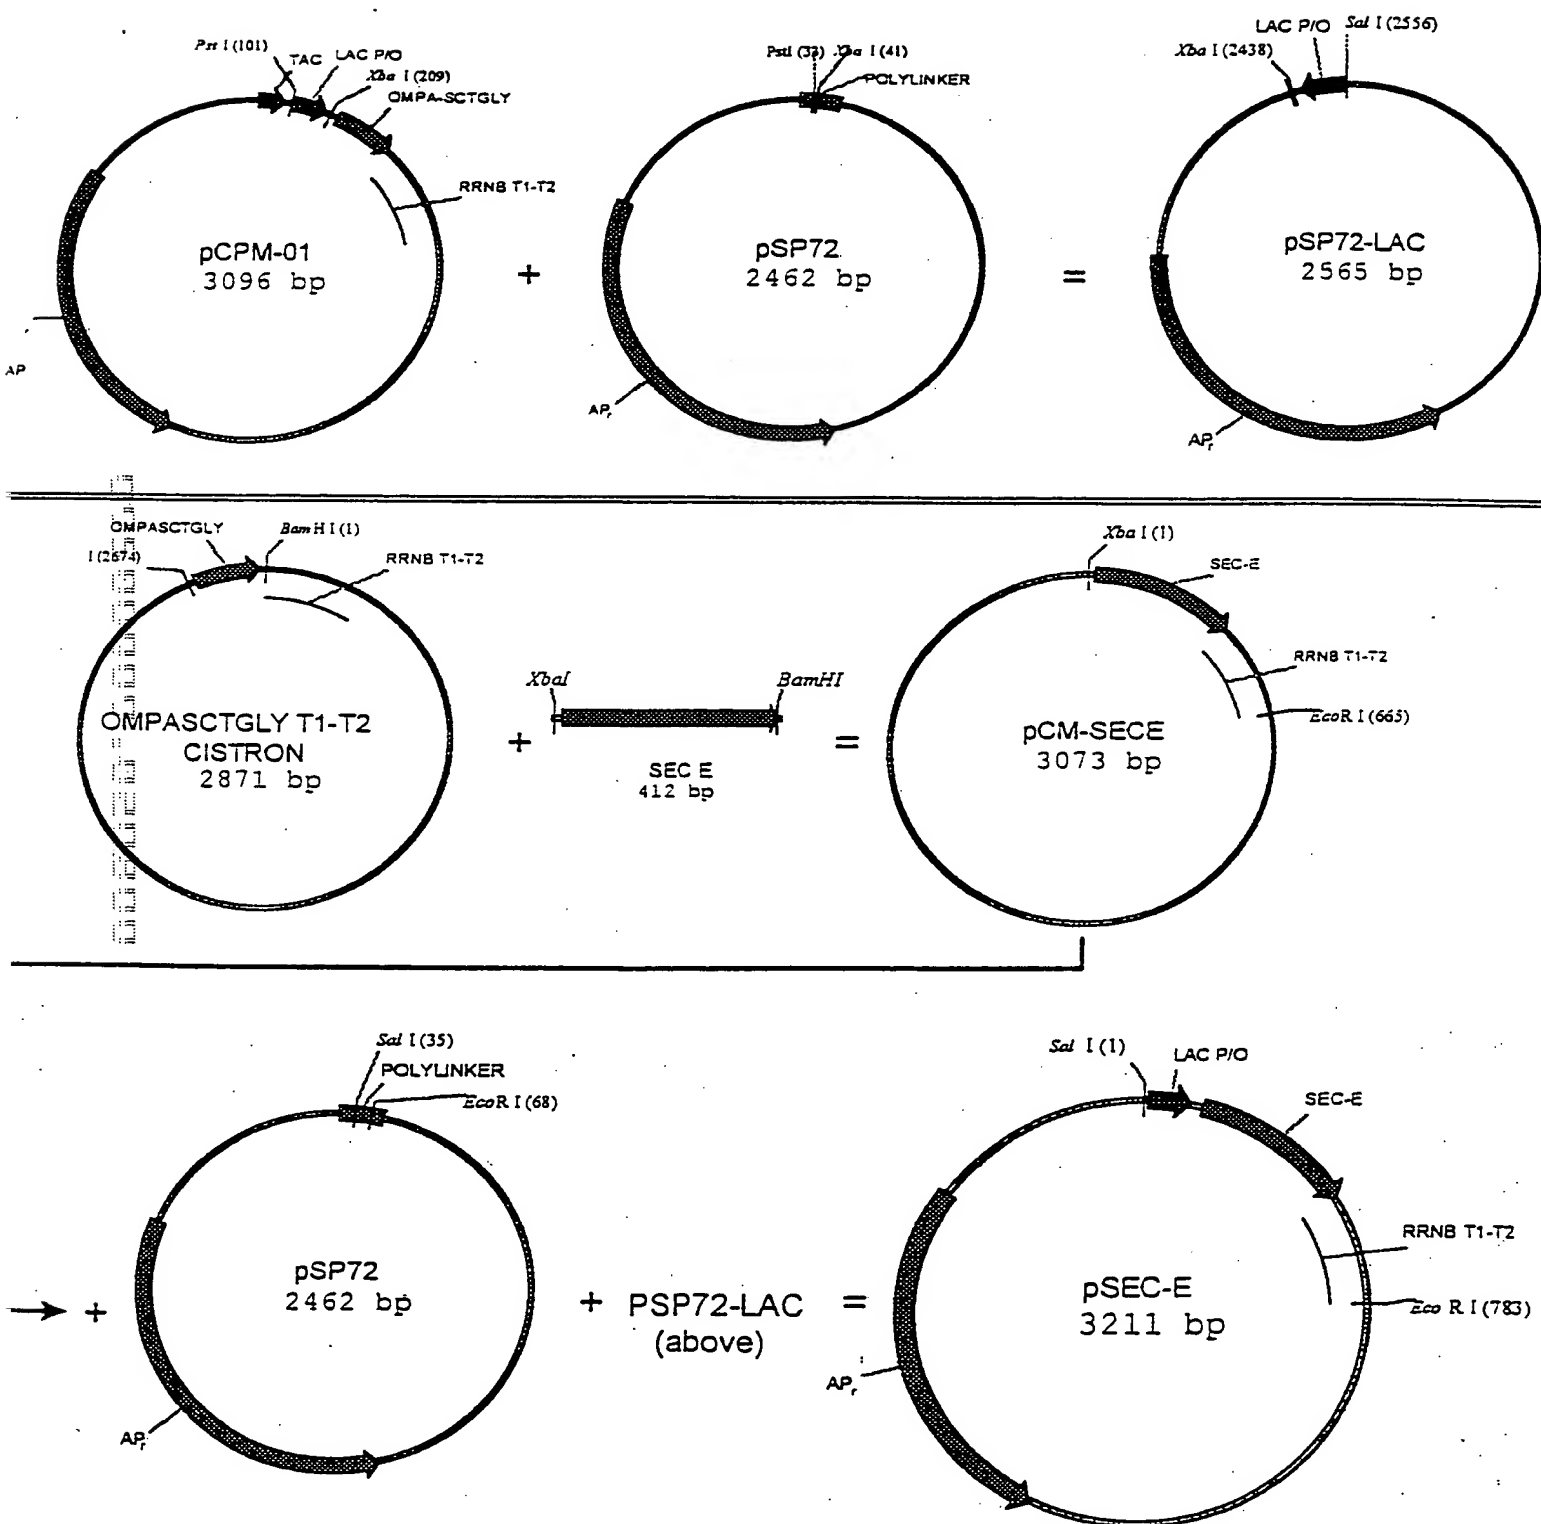 Pst I (101)
TAC
LAC P/O
Xba I (209)
OMPA-SCTGLY
RRNB T1-T2
pCPM-01
3096 bp
AP
+
PstI (33)
Xba I (41)
POLYLINKER
pSP72
2462 bp
APr
=
LAC P/O
Sal I (2556)
Xba I (2438)
pSP72-LAC
2565 bp
APr
OMPASCTGLY
BamH I (1)
I (2674)
RRNB T1-T2
OMPASCTGLY T1-T2
CISTRON
2871 bp
+
XbaI
BamHI
SEC E
412 bp
=
Xba I (1)
SEC-E
RRNB T1-T2
EcoR I (665)
pCM-SECE
3073 bp
+
Sal I (35)
POLYLINKER
EcoR I (68)
pSP72
2462 bp
APr
+ PSP72-LAC =
(above)
Sal I (1)
LAC P/O
SEC-E
RRNB T1-T2
Eco R I (783)
pSEC-E
3211 bp
APr